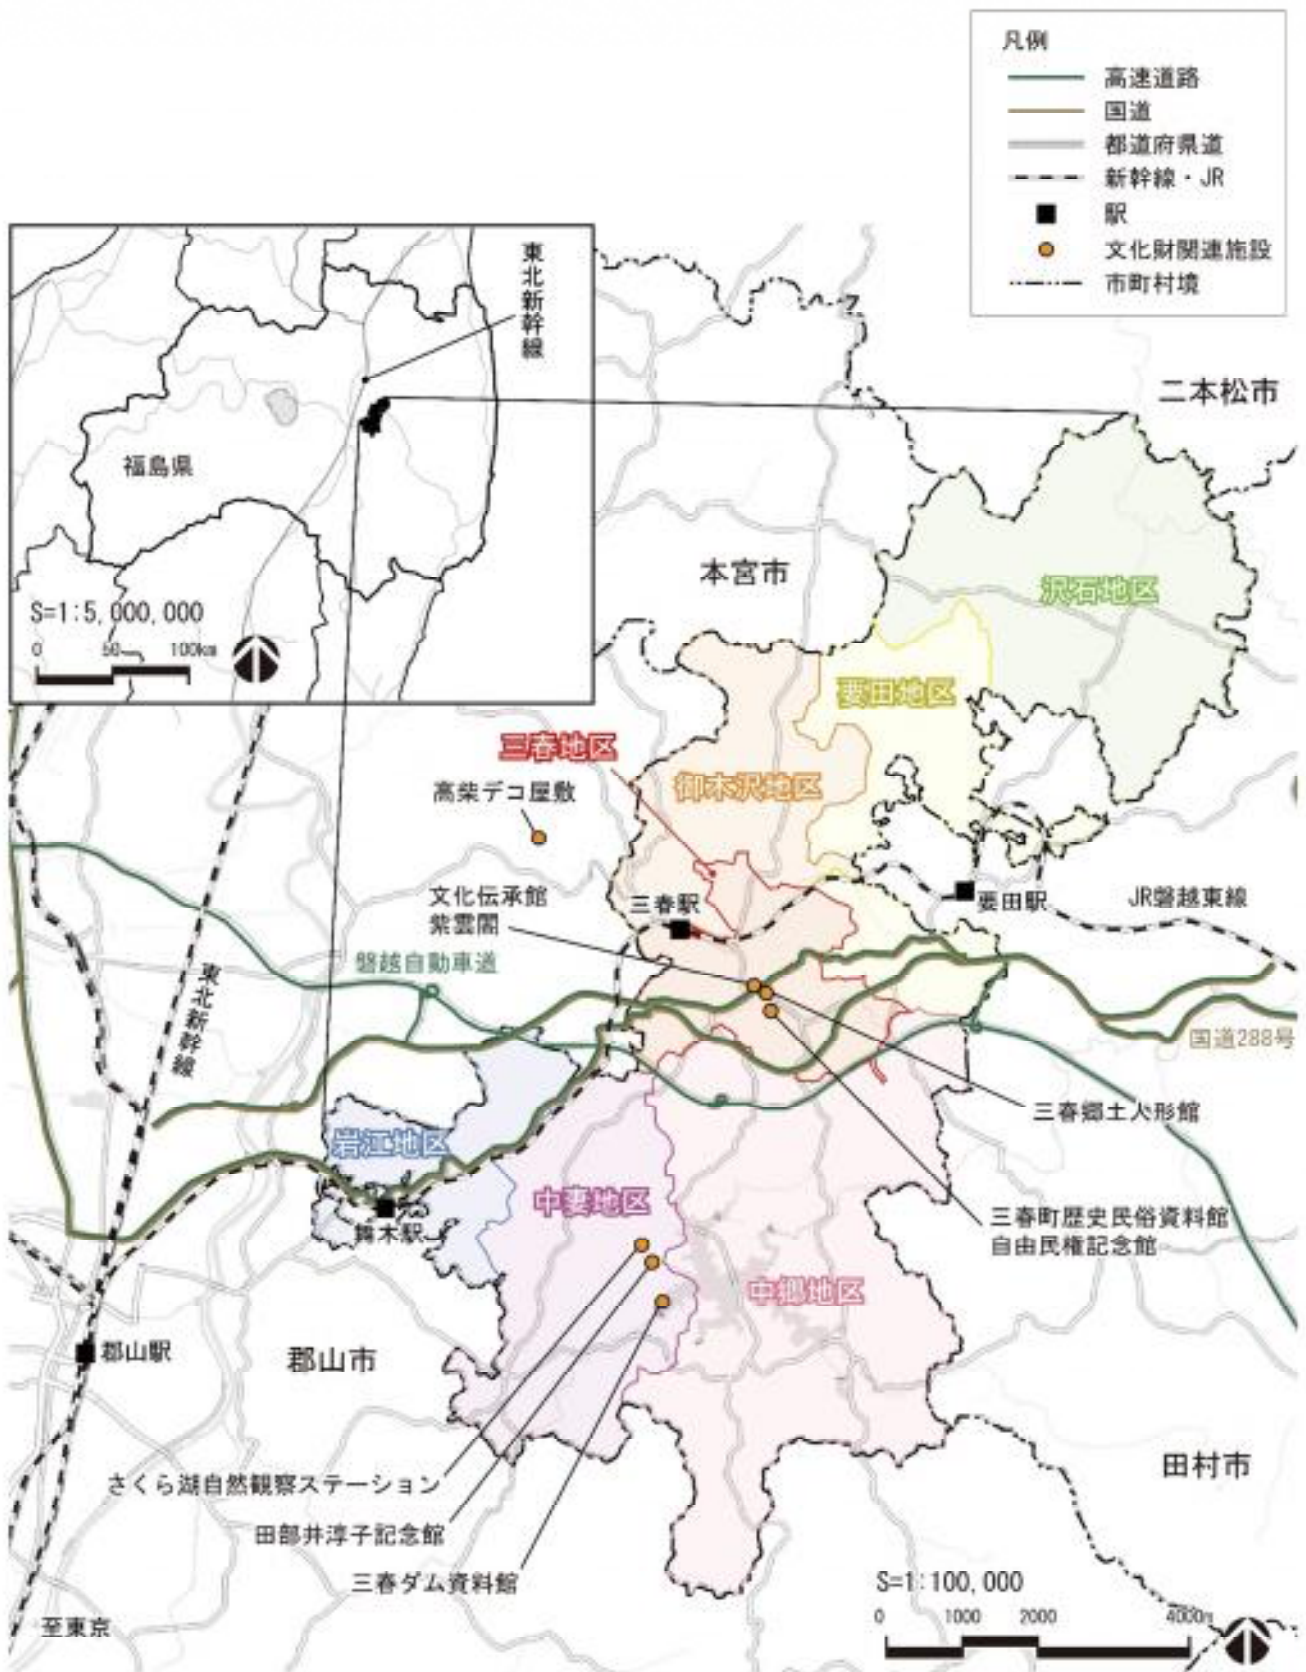 凡例
高速道路
国道
都道府県道
新幹線・JR
駅
文化財関連施設
市町村境
東北新幹線
福島県
S=1:5,000,000
0 50 100km
二本松市
本宮市
沢石地区
要田地区
三春地区
御木沢地区
高柴デコ屋敷
文化伝承館
紫雲閣
三春駅
要田駅
JR磐越東線
磐越自動車道
東北新幹線
国道288号
三春郷土人形館
岩江地区
中妻地区
三春町歴史民俗資料館
自由民権記念館
舞木駅
中郷地区
郡山駅
郡山市
さくら湖自然観察ステーション
田村市
田部井淳子記念館
三春ダム資料館
S=1:100,000
0 1000 2000 4000m
至東京